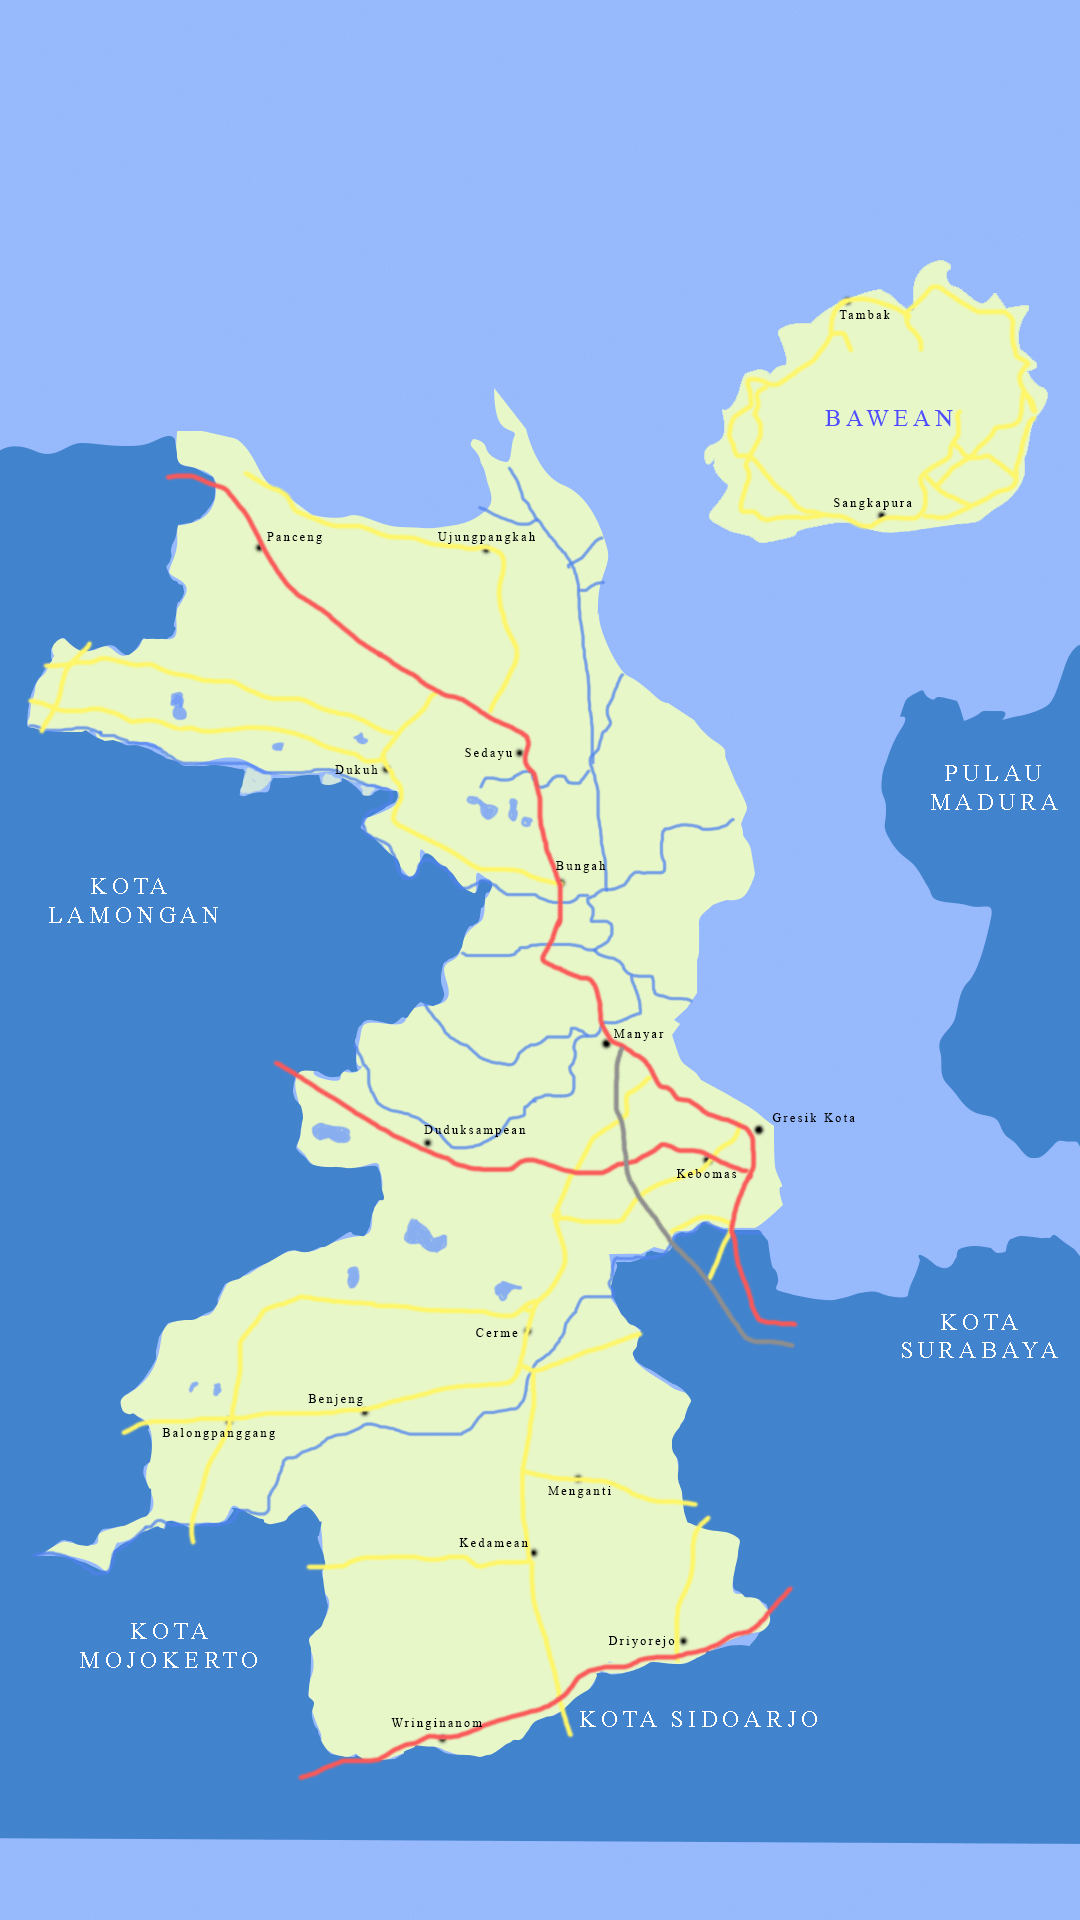 Tambak
BAWEAN
Sangkapura
Panceng
Ujungpangkah
Sedayu
Dukuh
PULAU
MADURA
Bungah
KOTA
LAMONGAN
Manyar
Gresik Kota
Duduksampean
Kebomas
Cerme
KOTA
SURABAYA
Benjeng
Balongpanggang
Menganti
Kedamean
KOTA
MOJOKERTO
Driyorejo
Wringinanom
KOTA SIDOARJO